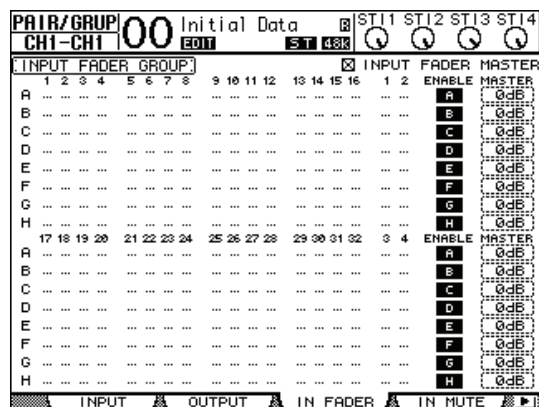 PAIR/GRUP 00 Initial Data R ST11 ST12 ST13 ST14
CH1-CH1 EDIT ST 48k
INPUT FADER GROUP INPUT FADER MASTER
1 2 3 4 5 6 7 8 9 10 11 12 13 14 15 16 1 2 ENABLE MASTER
A A 0dB
B B 0dB
C C 0dB
D D 0dB
E E 0dB
F F 0dB
G G 0dB
H H 0dB
17 18 19 20 21 22 23 24 25 26 27 28 29 30 31 32 3 4 ENABLE MASTER
A A 0dB
B B 0dB
C C 0dB
D D 0dB
E E 0dB
F F 0dB
G G 0dB
H H 0dB
INPUT OUTPUT IN FADER IN MUTE